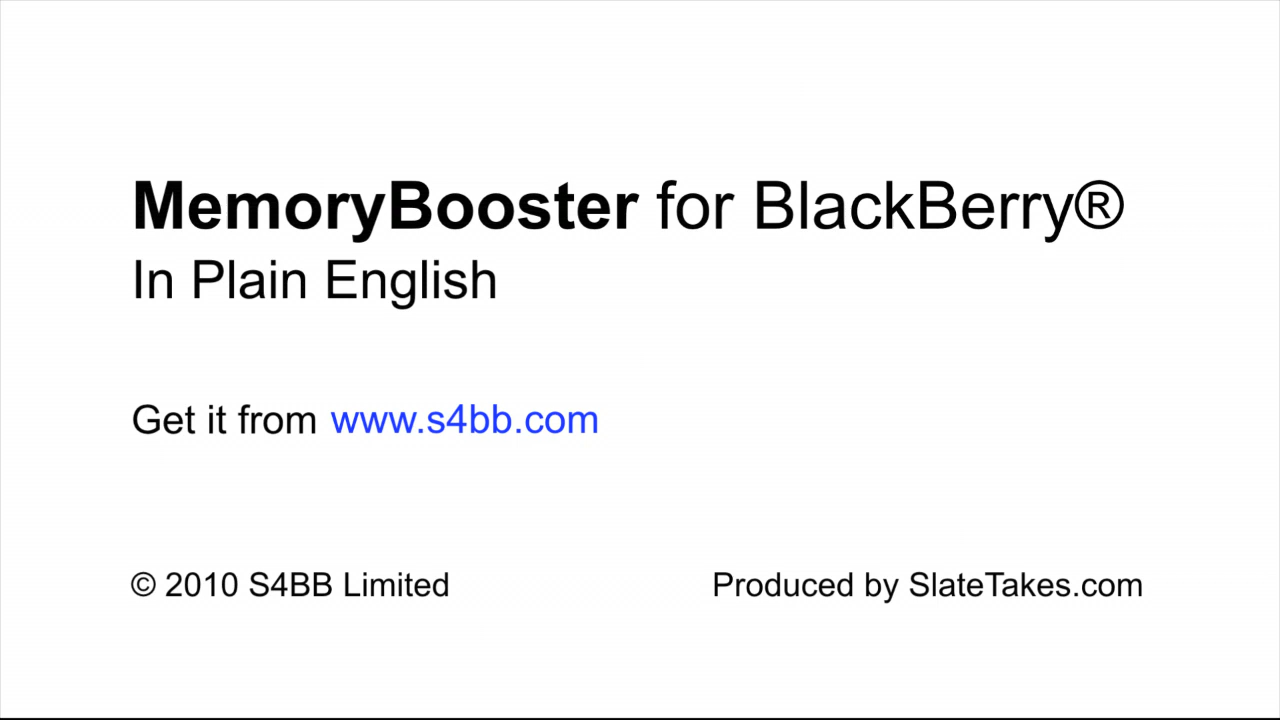 MemoryBooster for BlackBerry®
In Plain English
Get it from www.s4bb.com
© 2010 S4BB Limited
Produced by SlateTakes.com